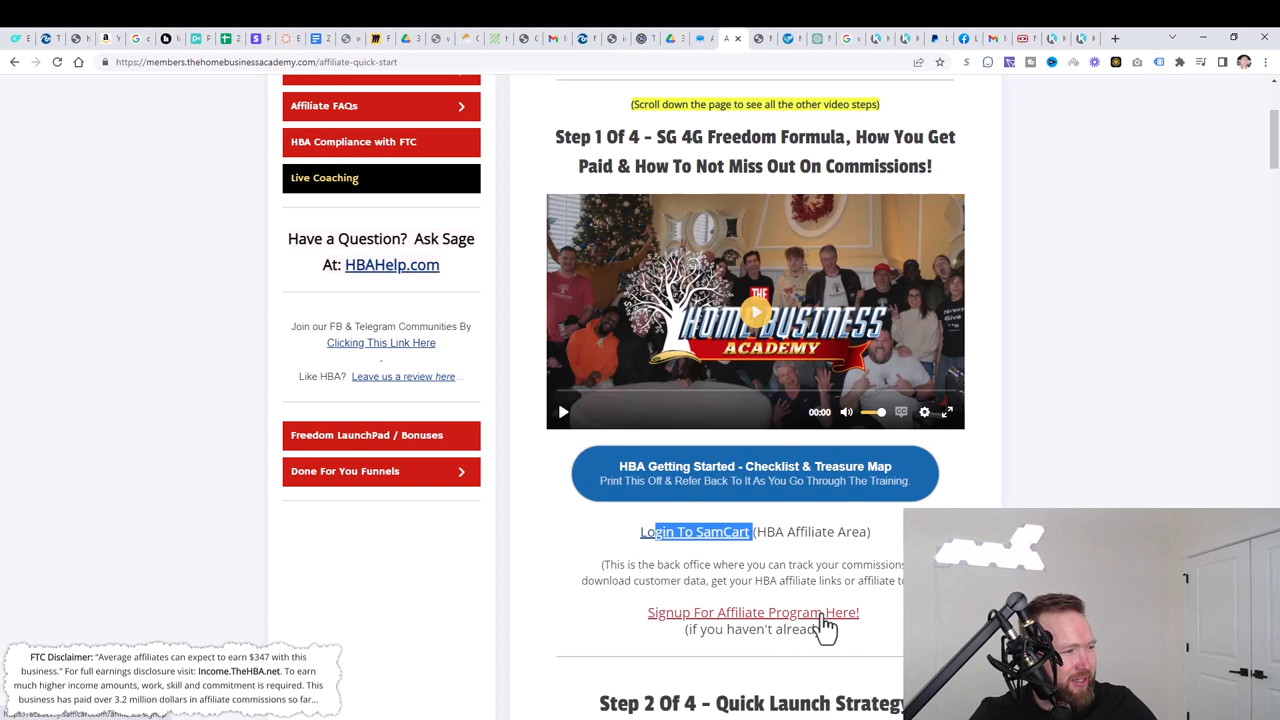 https://members.thehomebusinessacademy.com/affiliate-quick-start
Affiliate FAQs
HBA Compliance with FTC
Live Coaching
Have a Question? Ask Sage
At: HBAHelp.com
Join our FB & Telegram Communities By
Clicking This Link Here
-
Like HBA? Leave us a review here...
Freedom LaunchPad / Bonuses
Done For You Funnels
(Scroll down the page to see all the other video steps)
Step 1 Of 4 - SG 4G Freedom Formula, How You Get
Paid & How To Not Miss Out On Commissions!
THE
HOME BUSINESS
ACADEMY
00:00
HBA Getting Started - Checklist & Treasure Map
Print This Off & Refer Back To It As You Go Through The Training.
Login To SamCart (HBA Affiliate Area)
(This is the back office where you can track your commissions
download customer data, get your HBA affiliate links or affiliate to
Signup For Affiliate Program Here!
(if you haven't alread
Step 2 Of 4 - Quick Launch Strategy
FTC Disclaimer: "Average affiliates can expect to earn $347 with this
business." For full earnings disclosure visit: Income.TheHBA.net. To earn
much higher income amounts, work, skill and commitment is required. This
business has paid over 3.2 million dollars in affiliate commissions so far...